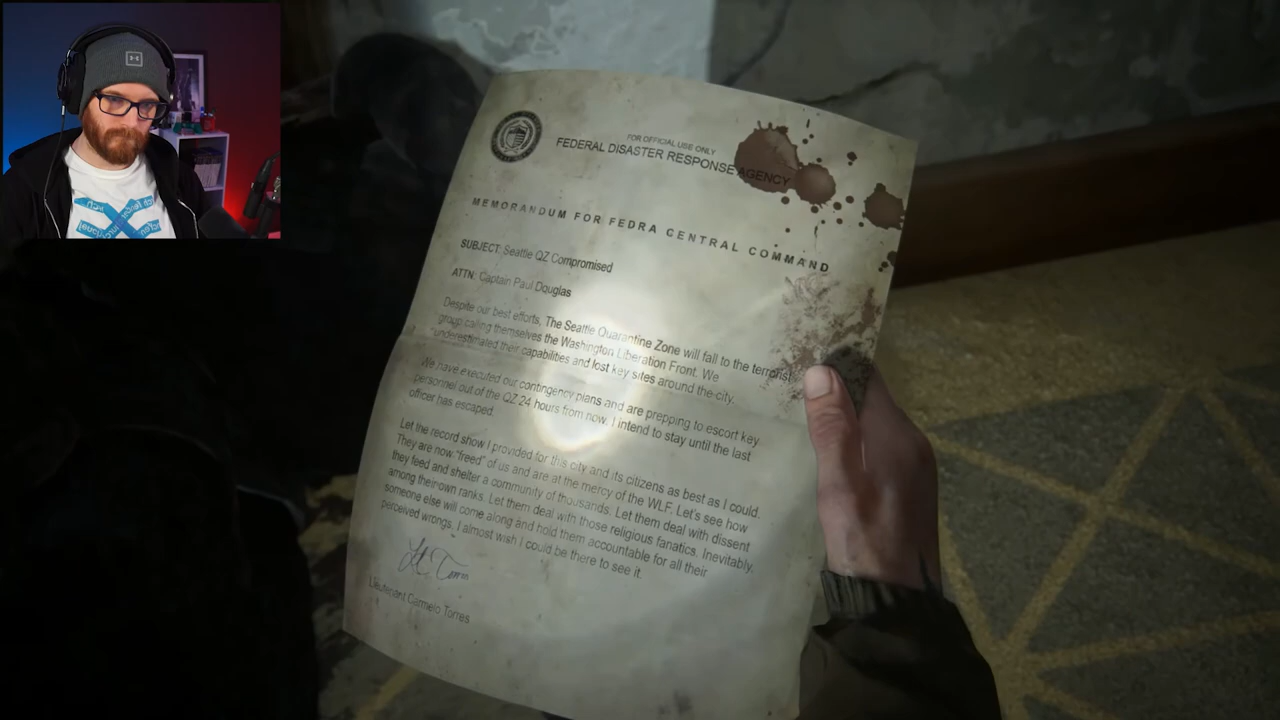 FOR OFFICIAL USE ONLY
FEDERAL DISASTER RESPONSE AGENCY
MEMORANDUM FOR FEDRA CENTRAL COMMAND
SUBJECT: Seattle QZ Compromised
ATTN: Captain Paul Douglas
Despite our best efforts, The Seattle Quarantine Zone will fall to the terrorist
group calling themselves the Washington Liberation Front. We
underestimated their capabilities and lost key sites around the city.
We have executed our contingency plans and are prepping to escort key
personnel out of the QZ 24 hours from now. I intend to stay until the last
officer has escaped.
Let the record show I provided for this city and its citizens as best as I could.
They are now "freed" of us and are at the mercy of the WLF. Let's see how
they feed and shelter a community of thousands. Let them deal with dissent
among their own ranks. Let them deal with those religious fanatics. Inevitably,
someone else will come along and hold them accountable for all their
perceived wrongs. I almost wish I could be there to see it.
Lieutenant Carmelo Torres